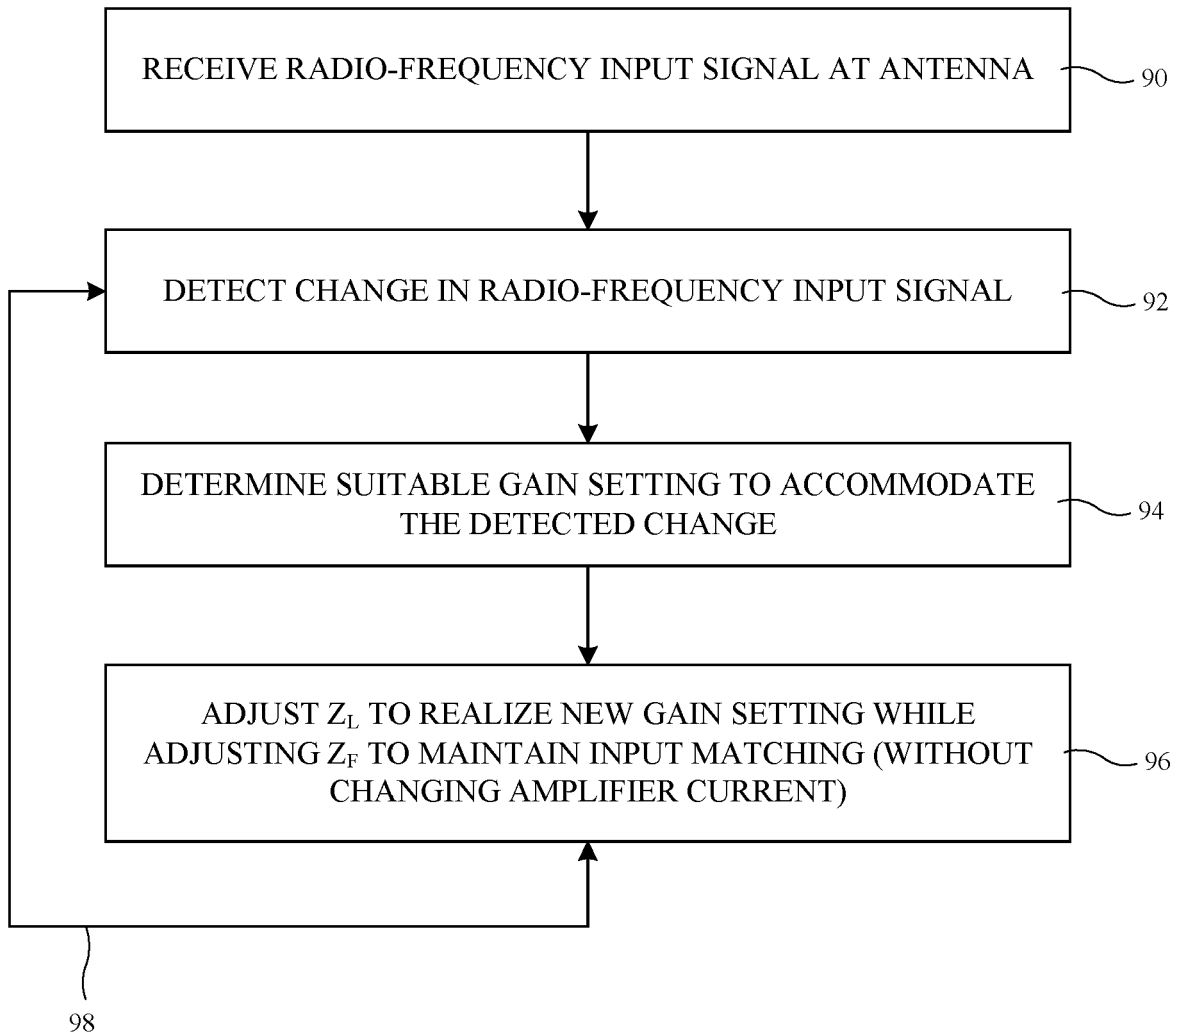 RECEIVE RADIO-FREQUENCY INPUT SIGNAL AT ANTENNA
90
DETECT CHANGE IN RADIO-FREQUENCY INPUT SIGNAL
92
DETERMINE SUITABLE GAIN SETTING TO ACCOMMODATE
THE DETECTED CHANGE
94
ADJUST Z_L TO REALIZE NEW GAIN SETTING WHILE
ADJUSTING Z_F TO MAINTAIN INPUT MATCHING (WITHOUT
CHANGING AMPLIFIER CURRENT)
96
98